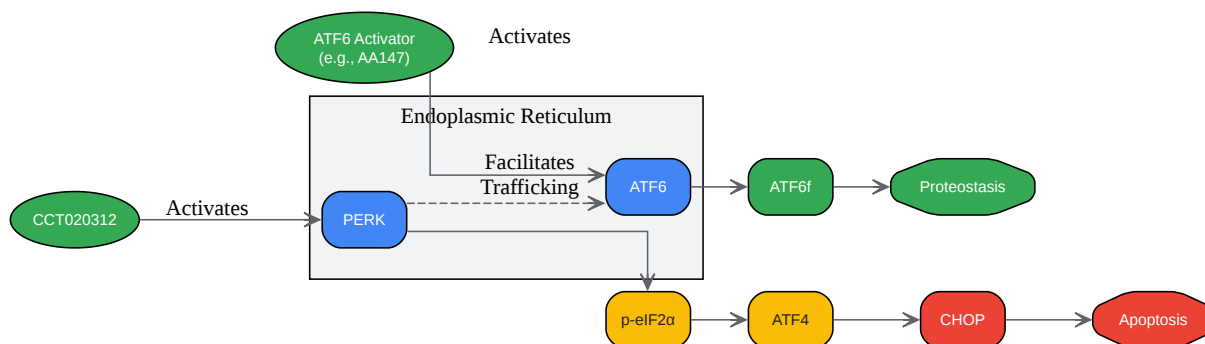 ATF6 Activator
(e.g., AA147)
Activates
Endoplasmic Reticulum
Facilitates
Trafficking
ATF6
ATF6f
Proteostasis
CCT020312
Activates
PERK
p-eIF2α
ATF4
CHOP
Apoptosis